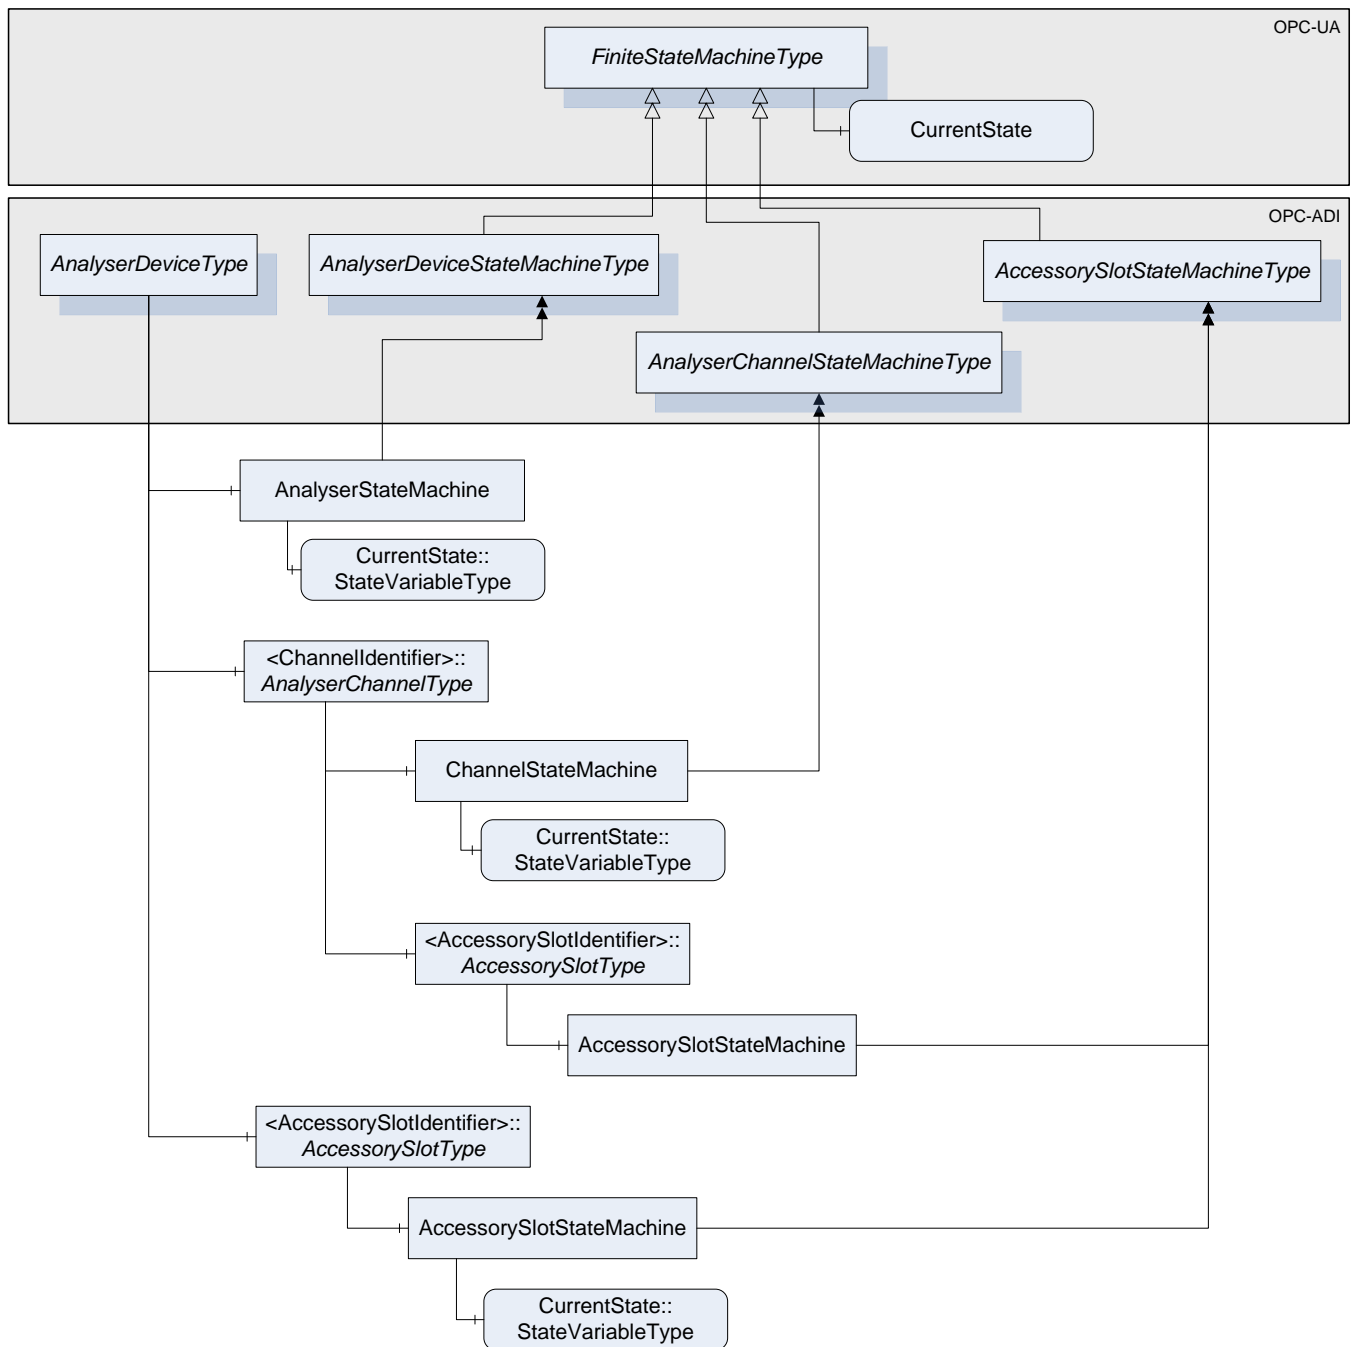 OPC-UA
FiniteStateMachineType
CurrentState
OPC-ADI
AnalyserDeviceType
AnalyserDeviceStateMachineType
AccessorySlotStateMachineType
AnalyserChannelStateMachineType
AnalyserStateMachine
CurrentState::
StateVariableType
<ChannelIdentifier>::
AnalyserChannelType
ChannelStateMachine
CurrentState::
StateVariableType
<AccessorySlotIdentifier>::
AccessorySlotType
AccessorySlotStateMachine
<AccessorySlotIdentifier>::
AccessorySlotType
AccessorySlotStateMachine
CurrentState::
StateVariableType